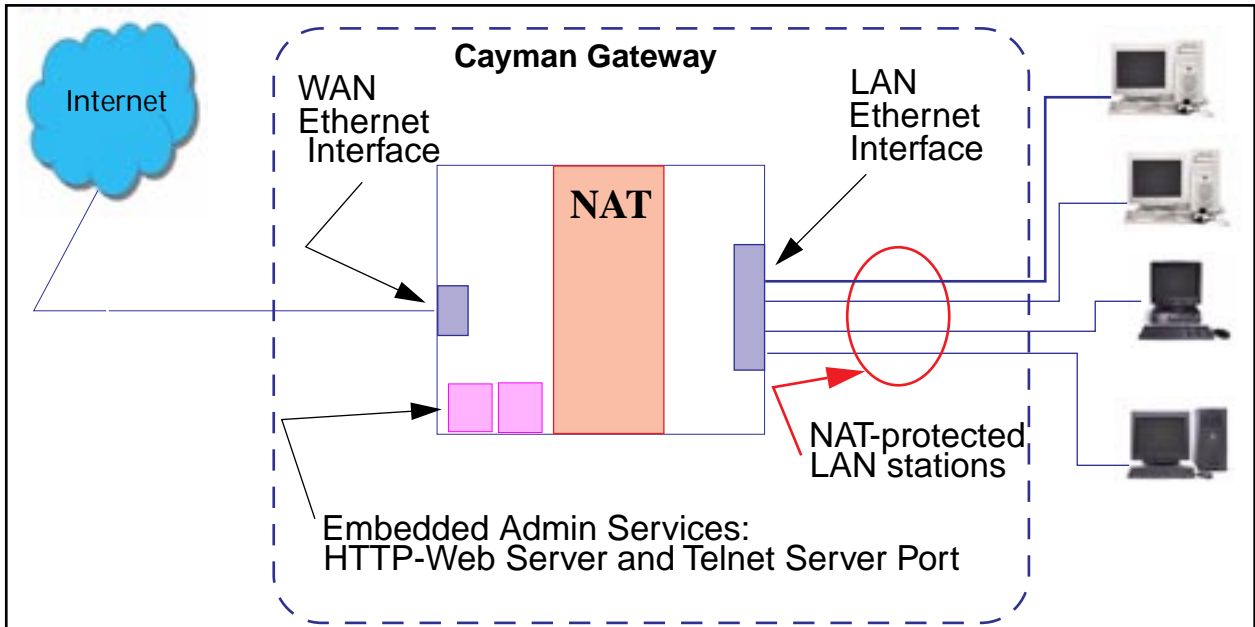 Cayman Gateway
Internet
WAN
Ethernet
Interface
LAN
Ethernet
Interface
NAT
NAT-protected
LAN stations
Embedded Admin Services:
HTTP-Web Server and Telnet Server Port